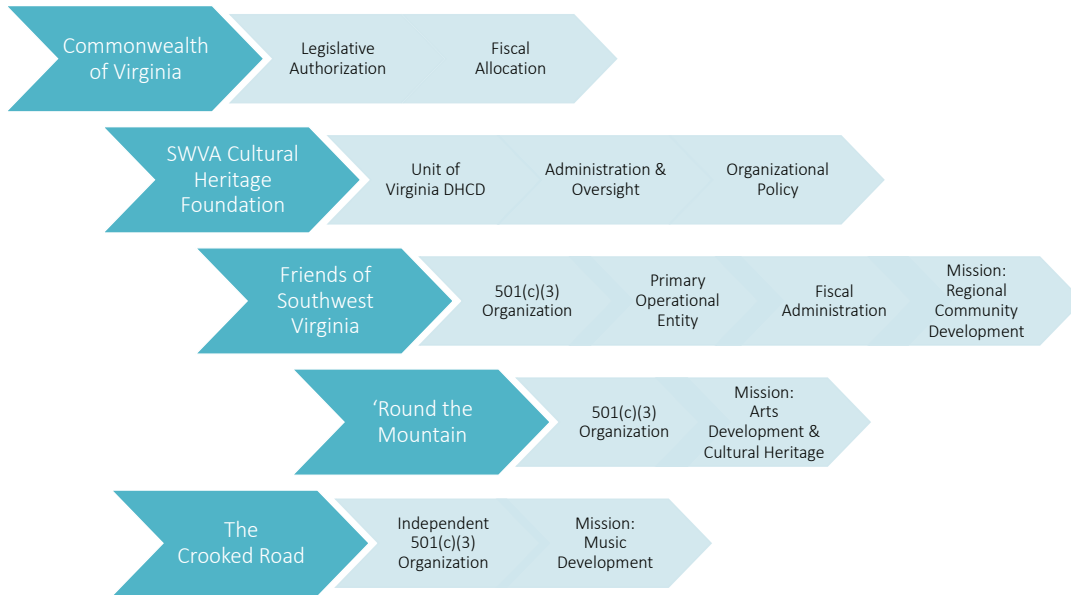 Commonwealth
of Virginia
Legislative
Authorization
Fiscal
Allocation
SWVA Cultural
Heritage
Foundation
Unit of
Virginia DHCD
Administration &
Oversight
Organizational
Policy
Friends of
Southwest
Virginia
501(c)(3)
Organization
Primary
Operational
Entity
Fiscal
Administration
Mission:
Regional
Community
Development
‘Round the
Mountain
501(c)(3)
Organization
Mission:
Arts
Development &
Cultural Heritage
The
Crooked Road
Independent
501(c)(3)
Organization
Mission:
Music
Development